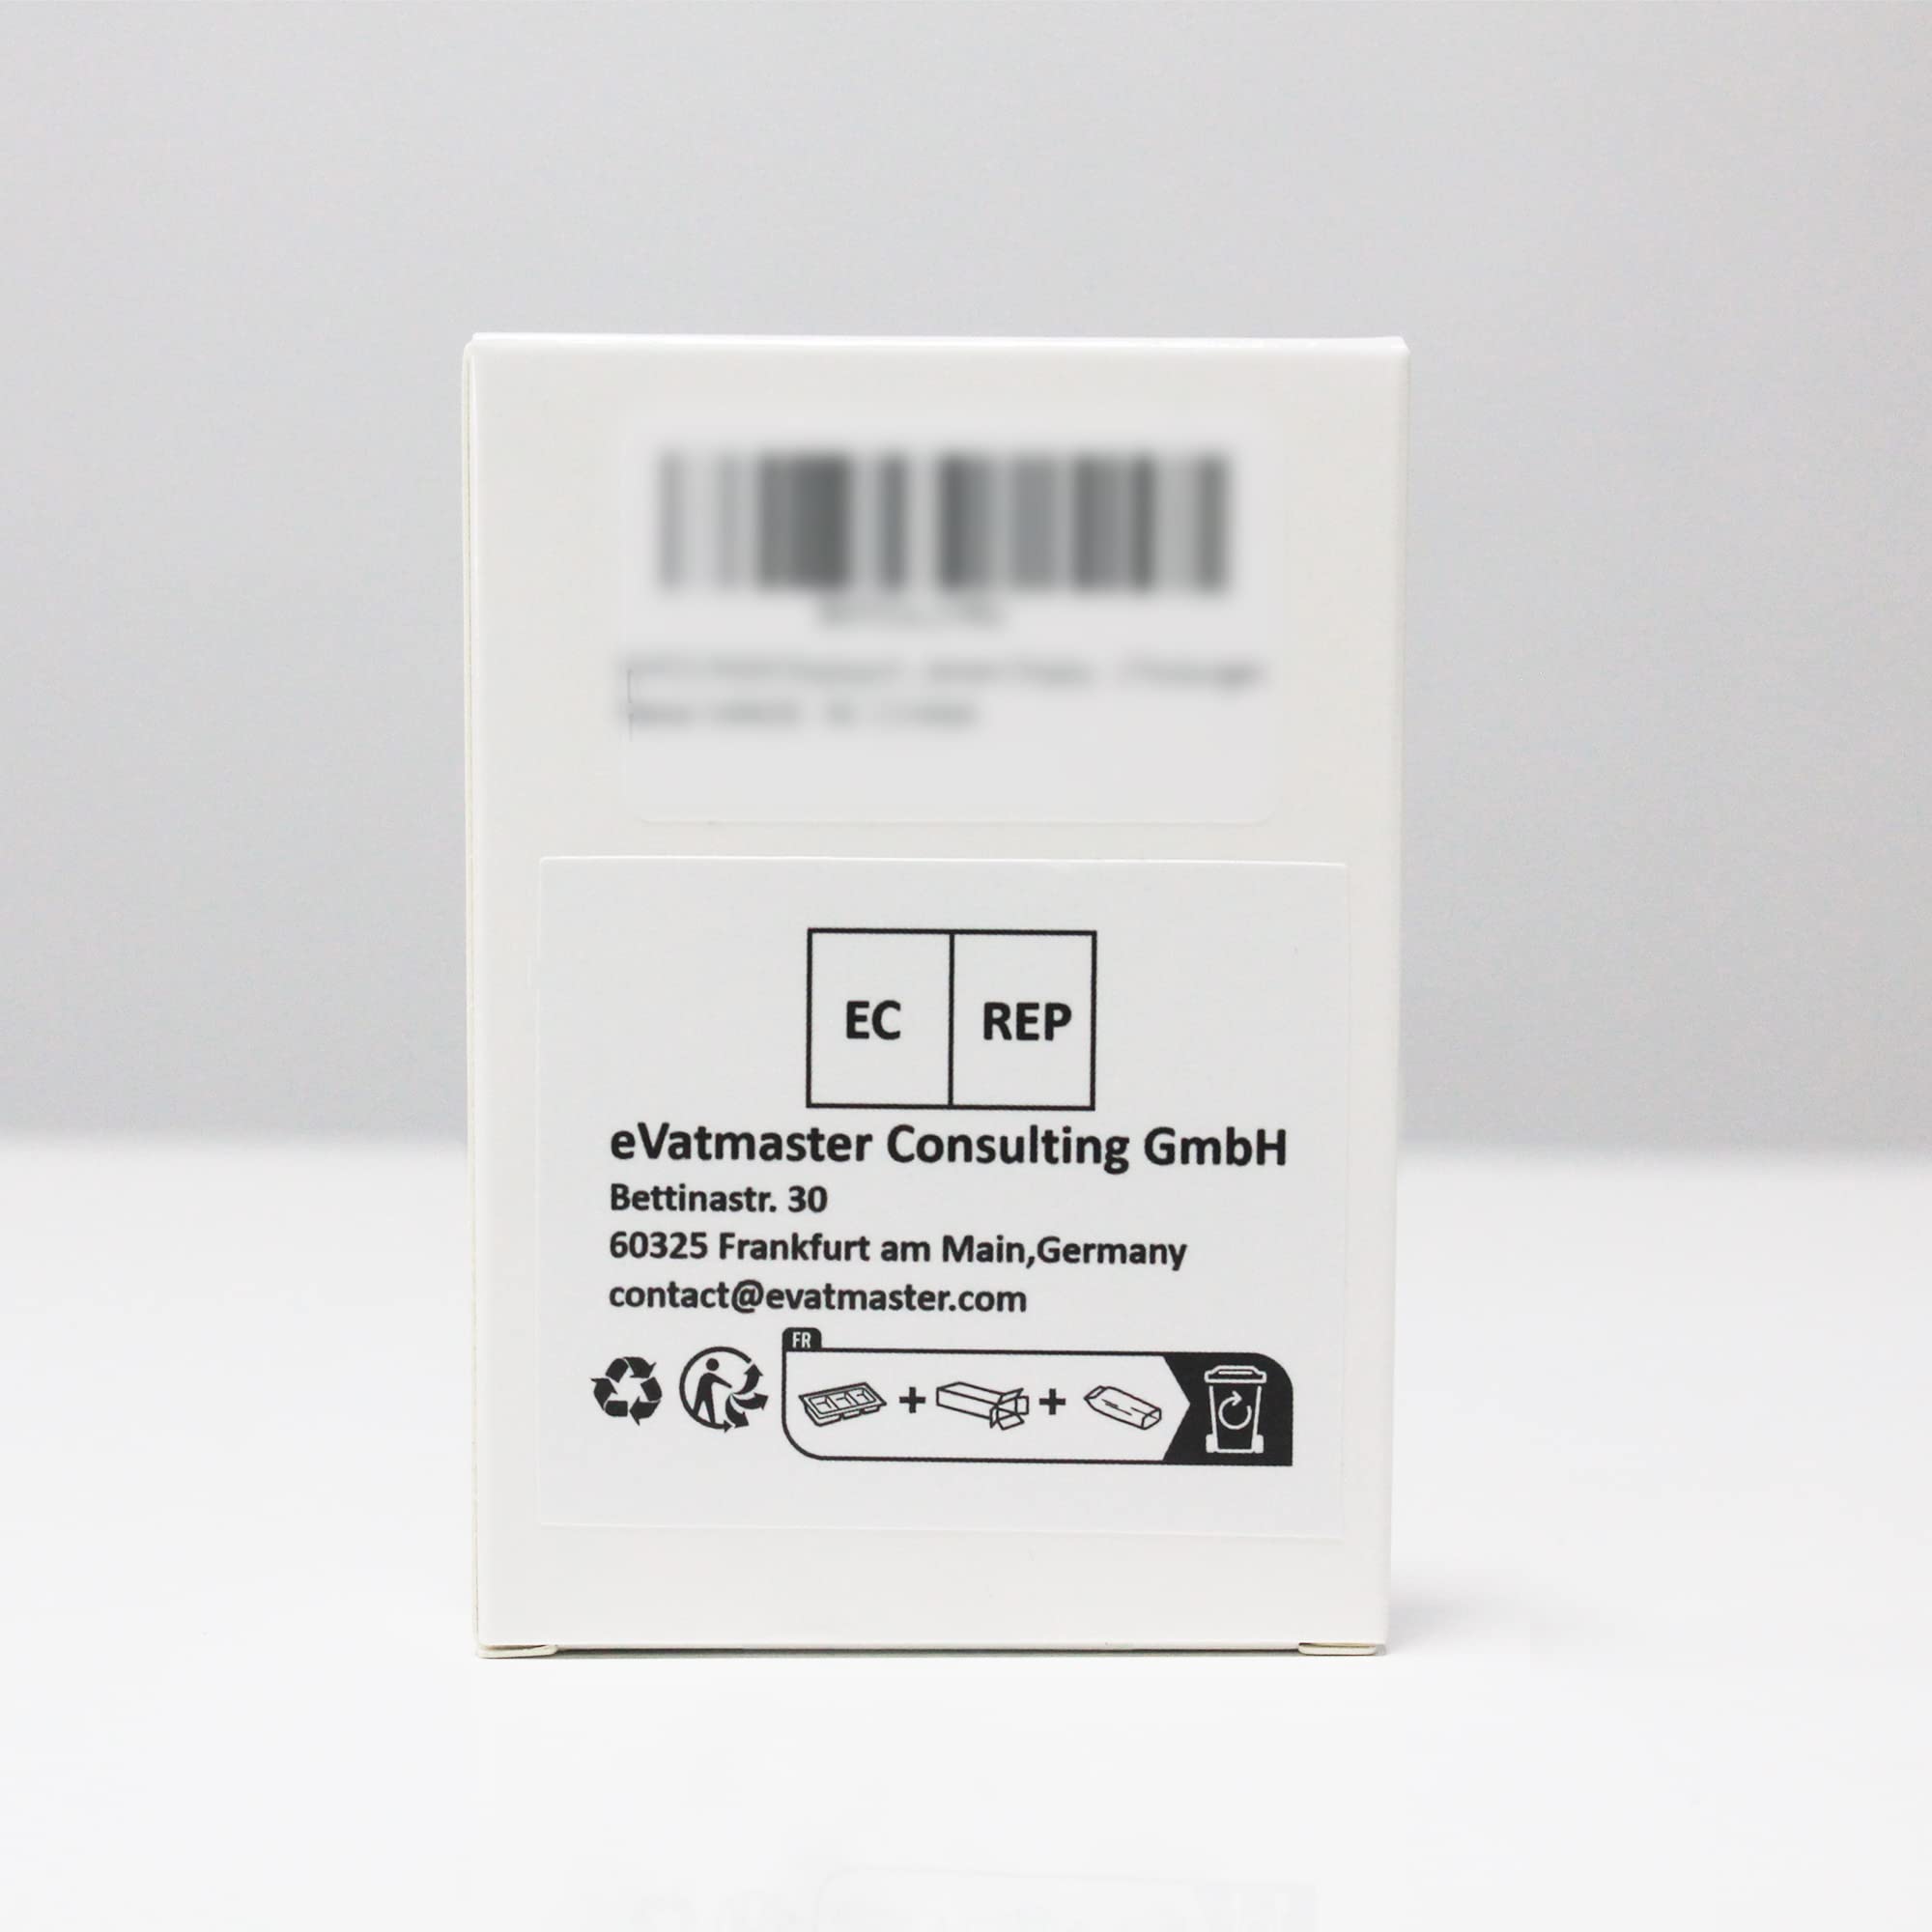 EC REP
eVatmaster Consulting GmbH
Bettinastr. 30
60325 Frankfurt am Main,Germany
contact@evatmaster.com
FR